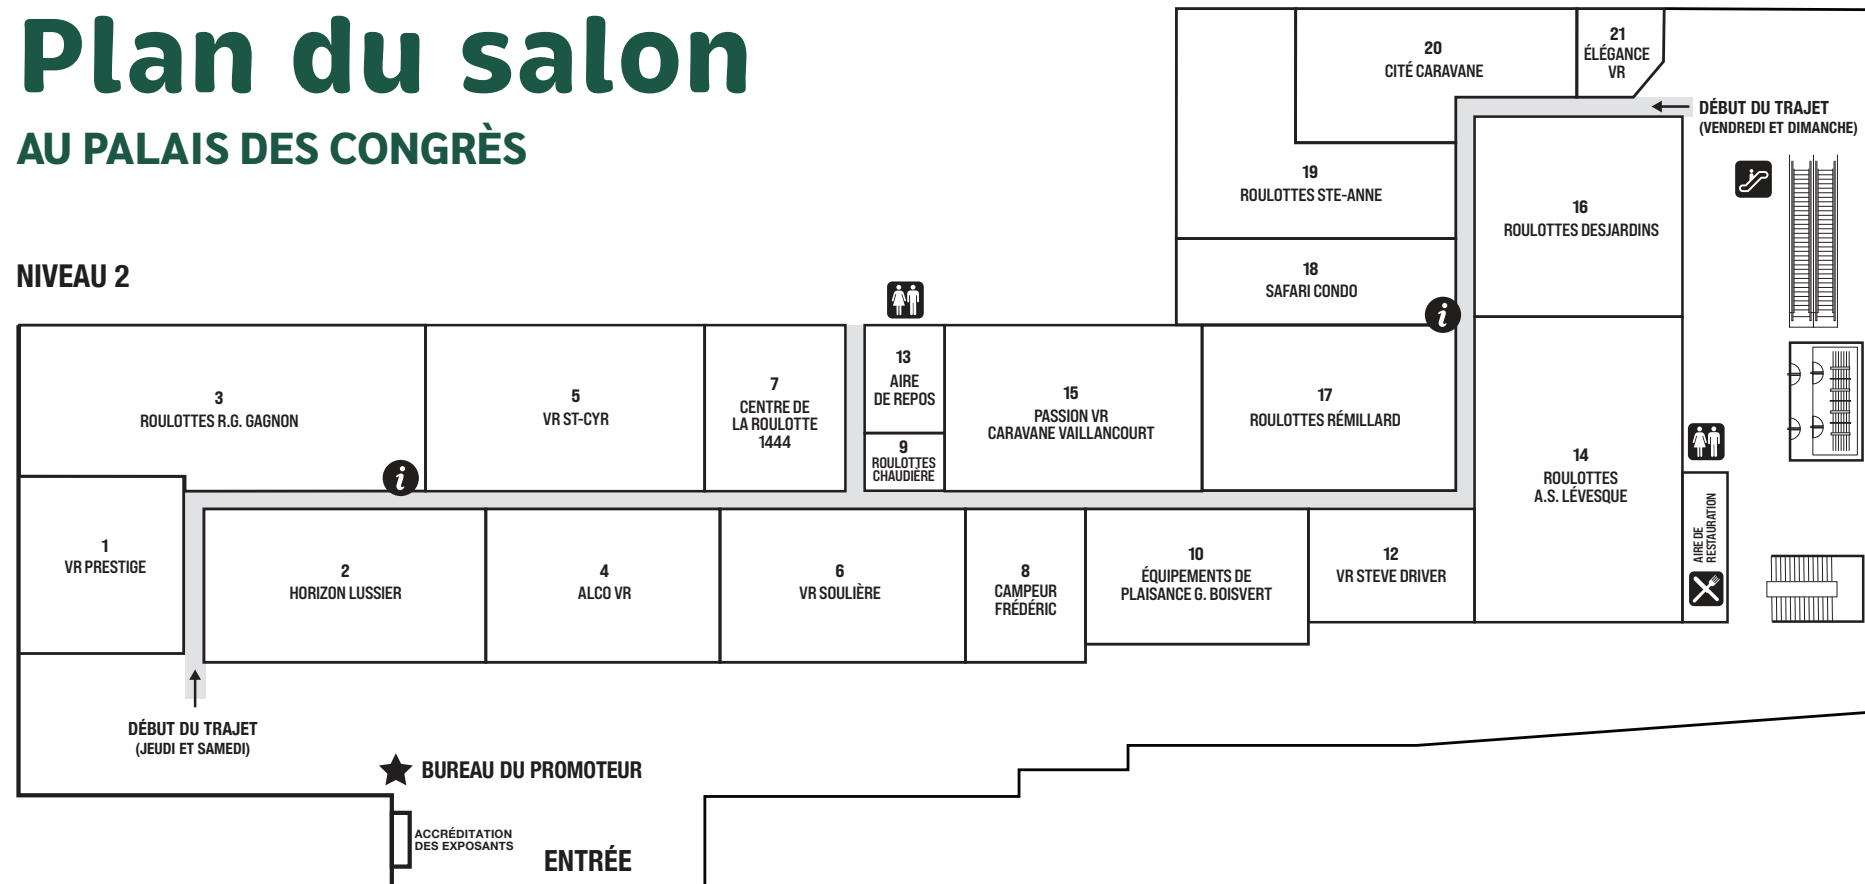 Plan du salon
AU PALAIS DES CONGRÈS
NIVEAU 2
20
CITÉ CARAVANE
21
ÉLÉGANCE
VR
DÉBUT DU TRAJET
(VENDREDI ET DIMANCHE)
19
ROULOTTES STE-ANNE
16
ROULOTTES DESJARDINS
18
SAFARI CONDO
i
3
ROULOTTES R.G. GAGNON
i
5
VR ST-CYR
7
CENTRE DE
LA ROULOTTE
1444
13
AIRE
DE REPOS
9
ROULOTTES
CHAUDIÈRE
15
PASSION VR
CARAVANE VAILLANCOURT
17
ROULOTTES RÉMILLARD
14
ROULOTTES
A.S. LÉVESQUE
AIRE DE
RESTAURATION
1
VR PRESTIGE
2
HORIZON LUSSIER
4
ALCO VR
6
VR SOULIÈRE
8
CAMPEUR
FRÉDÉRIC
10
ÉQUIPEMENTS DE
PLAISANCE G. BOISVERT
12
VR STEVE DRIVER
DÉBUT DU TRAJET
(JEUDI ET SAMEDI)
BUREAU DU PROMOTEUR
ACCRÉDITATION
DES EXPOSANTS
ENTRÉE